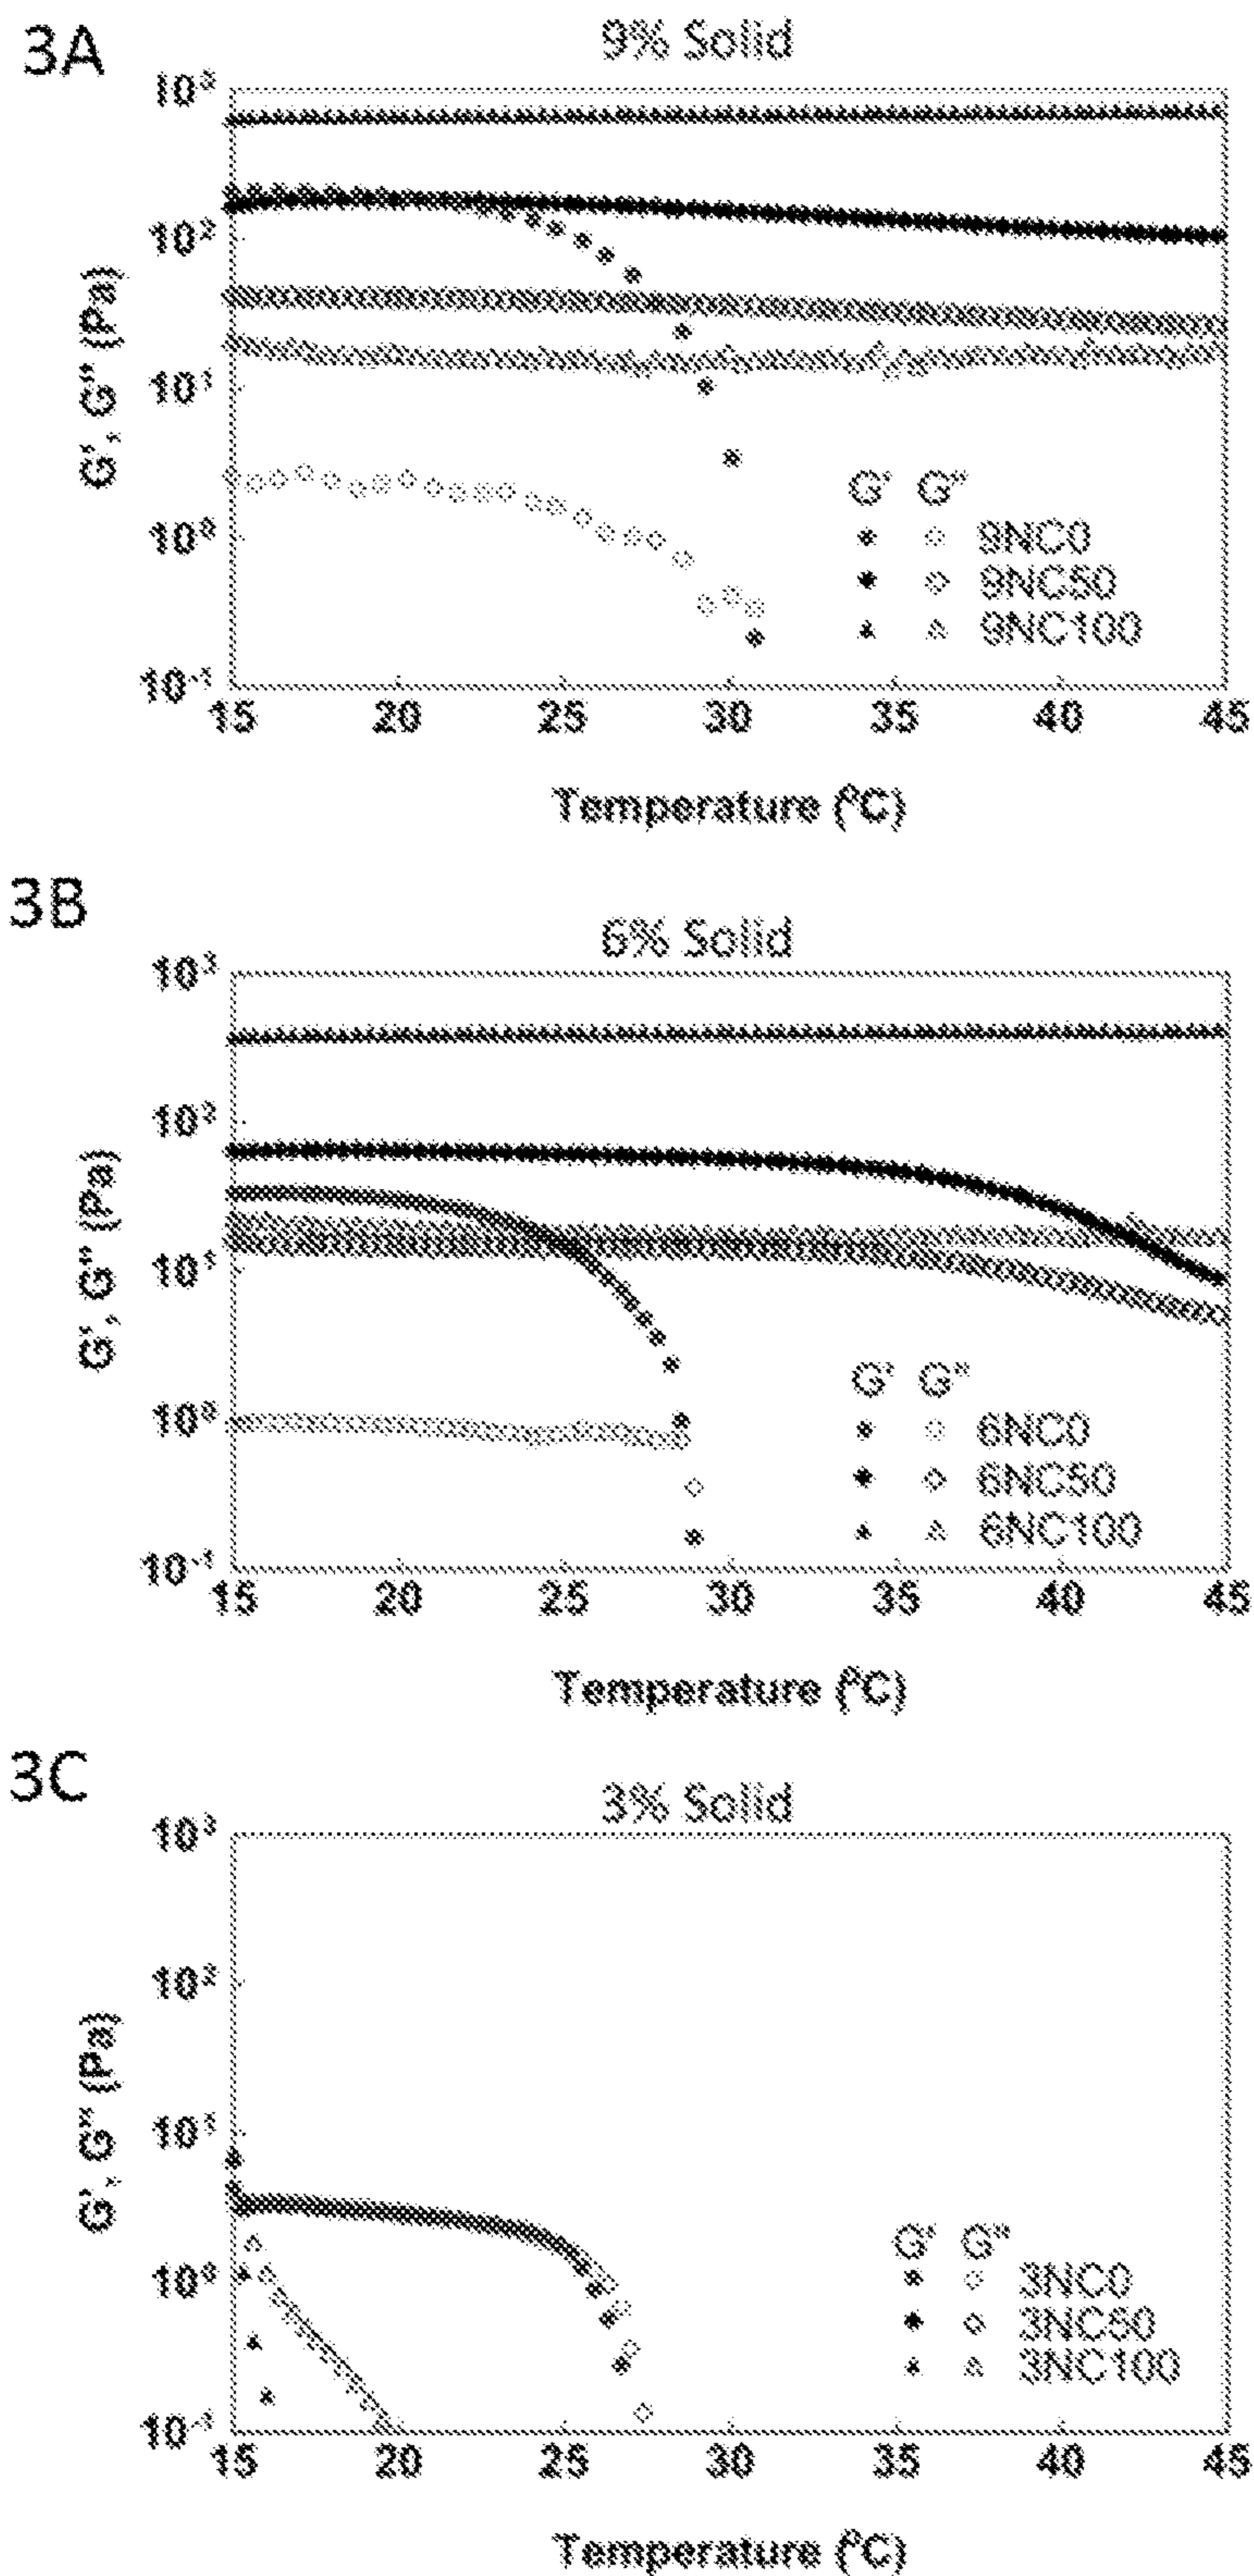 3A
9% Solid
10³
10²
10¹
10⁰
10⁻¹
G', G" (Pa)
G' G"
9NC0
9NC50
9NC100
15 20 25 30 35 40 45
Temperature (⁰C)
3B
6% Solid
10³
10²
10¹
10⁰
10⁻¹
G', G" (Pa)
G' G"
6NC0
6NC50
6NC100
15 20 25 30 35 40 45
Temperature (⁰C)
3C
3% Solid
10³
10²
10¹
10⁰
10⁻¹
G', G" (Pa)
G' G"
3NC0
3NC50
3NC100
15 20 25 30 35 40 45
Temperature (⁰C)